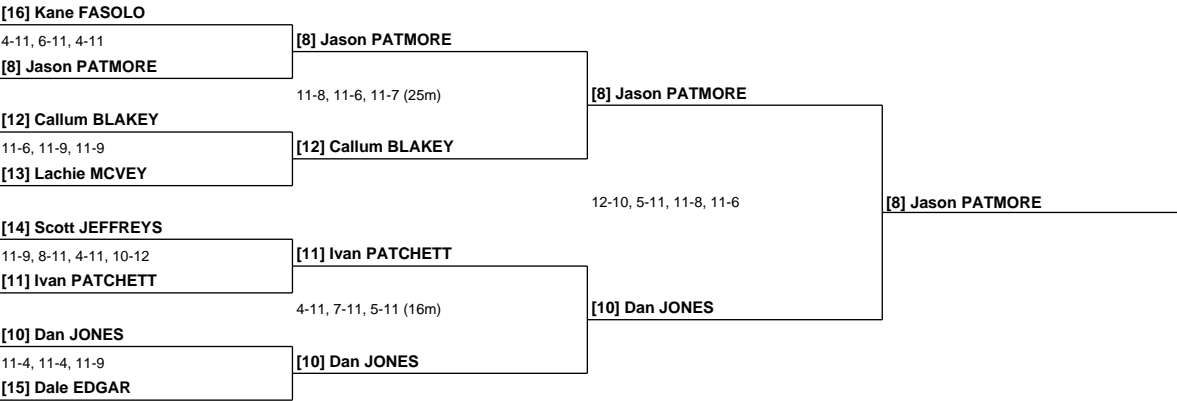 [16] Kane FASOLO
4-11, 6-11, 4-11
[8] Jason PATMORE
[8] Jason PATMORE
11-8, 11-6, 11-7 (25m)
[8] Jason PATMORE
[12] Callum BLAKEY
11-6, 11-9, 11-9
[12] Callum BLAKEY
[13] Lachie MCVEY
12-10, 5-11, 11-8, 11-6
[8] Jason PATMORE
[14] Scott JEFFREYS
11-9, 8-11, 4-11, 10-12
[11] Ivan PATCHETT
[11] Ivan PATCHETT
4-11, 7-11, 5-11 (16m)
[10] Dan JONES
[10] Dan JONES
11-4, 11-4, 11-9
[10] Dan JONES
[15] Dale EDGAR